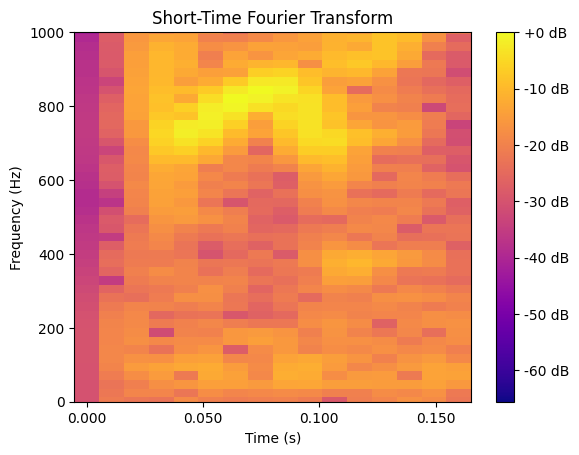 Short-Time Fourier Transform
1000
800
600
400
200
0
Frequency (Hz)
0.000
0.050
0.100
0.150
Time (s)
+0 dB
-10 dB
-20 dB
-30 dB
-40 dB
-50 dB
-60 dB